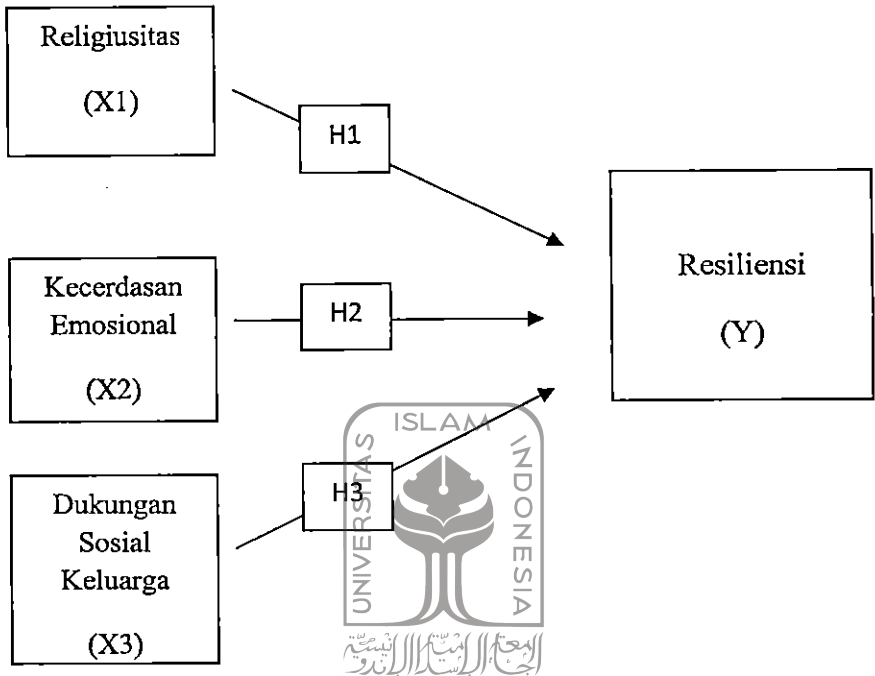 Religiusitas
(X1)
H1
Kecerdasan
Emosional
(X2)
H2
Resiliensi
(Y)
Dukungan
Sosial
Keluarga
(X3)
H3
UNIVERSITAS
ISLAM
INDONESIA